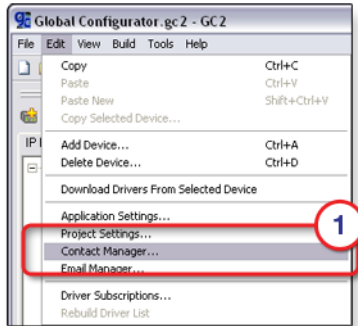 Global Configurator.gc2 - GC2
File Edit View Build Tools Help
Copy Ctrl+C
Paste Ctrl+V
Paste New Shift+Ctrl+V
Copy Selected Device...
IP
Add Device... Ctrl+A
Delete Device... Ctrl+D
Download Drivers From Selected Device
Application Settings...
1
Project Settings...
Contact Manager...
Email Manager...
Driver Subscriptions...
Rebuild Driver List